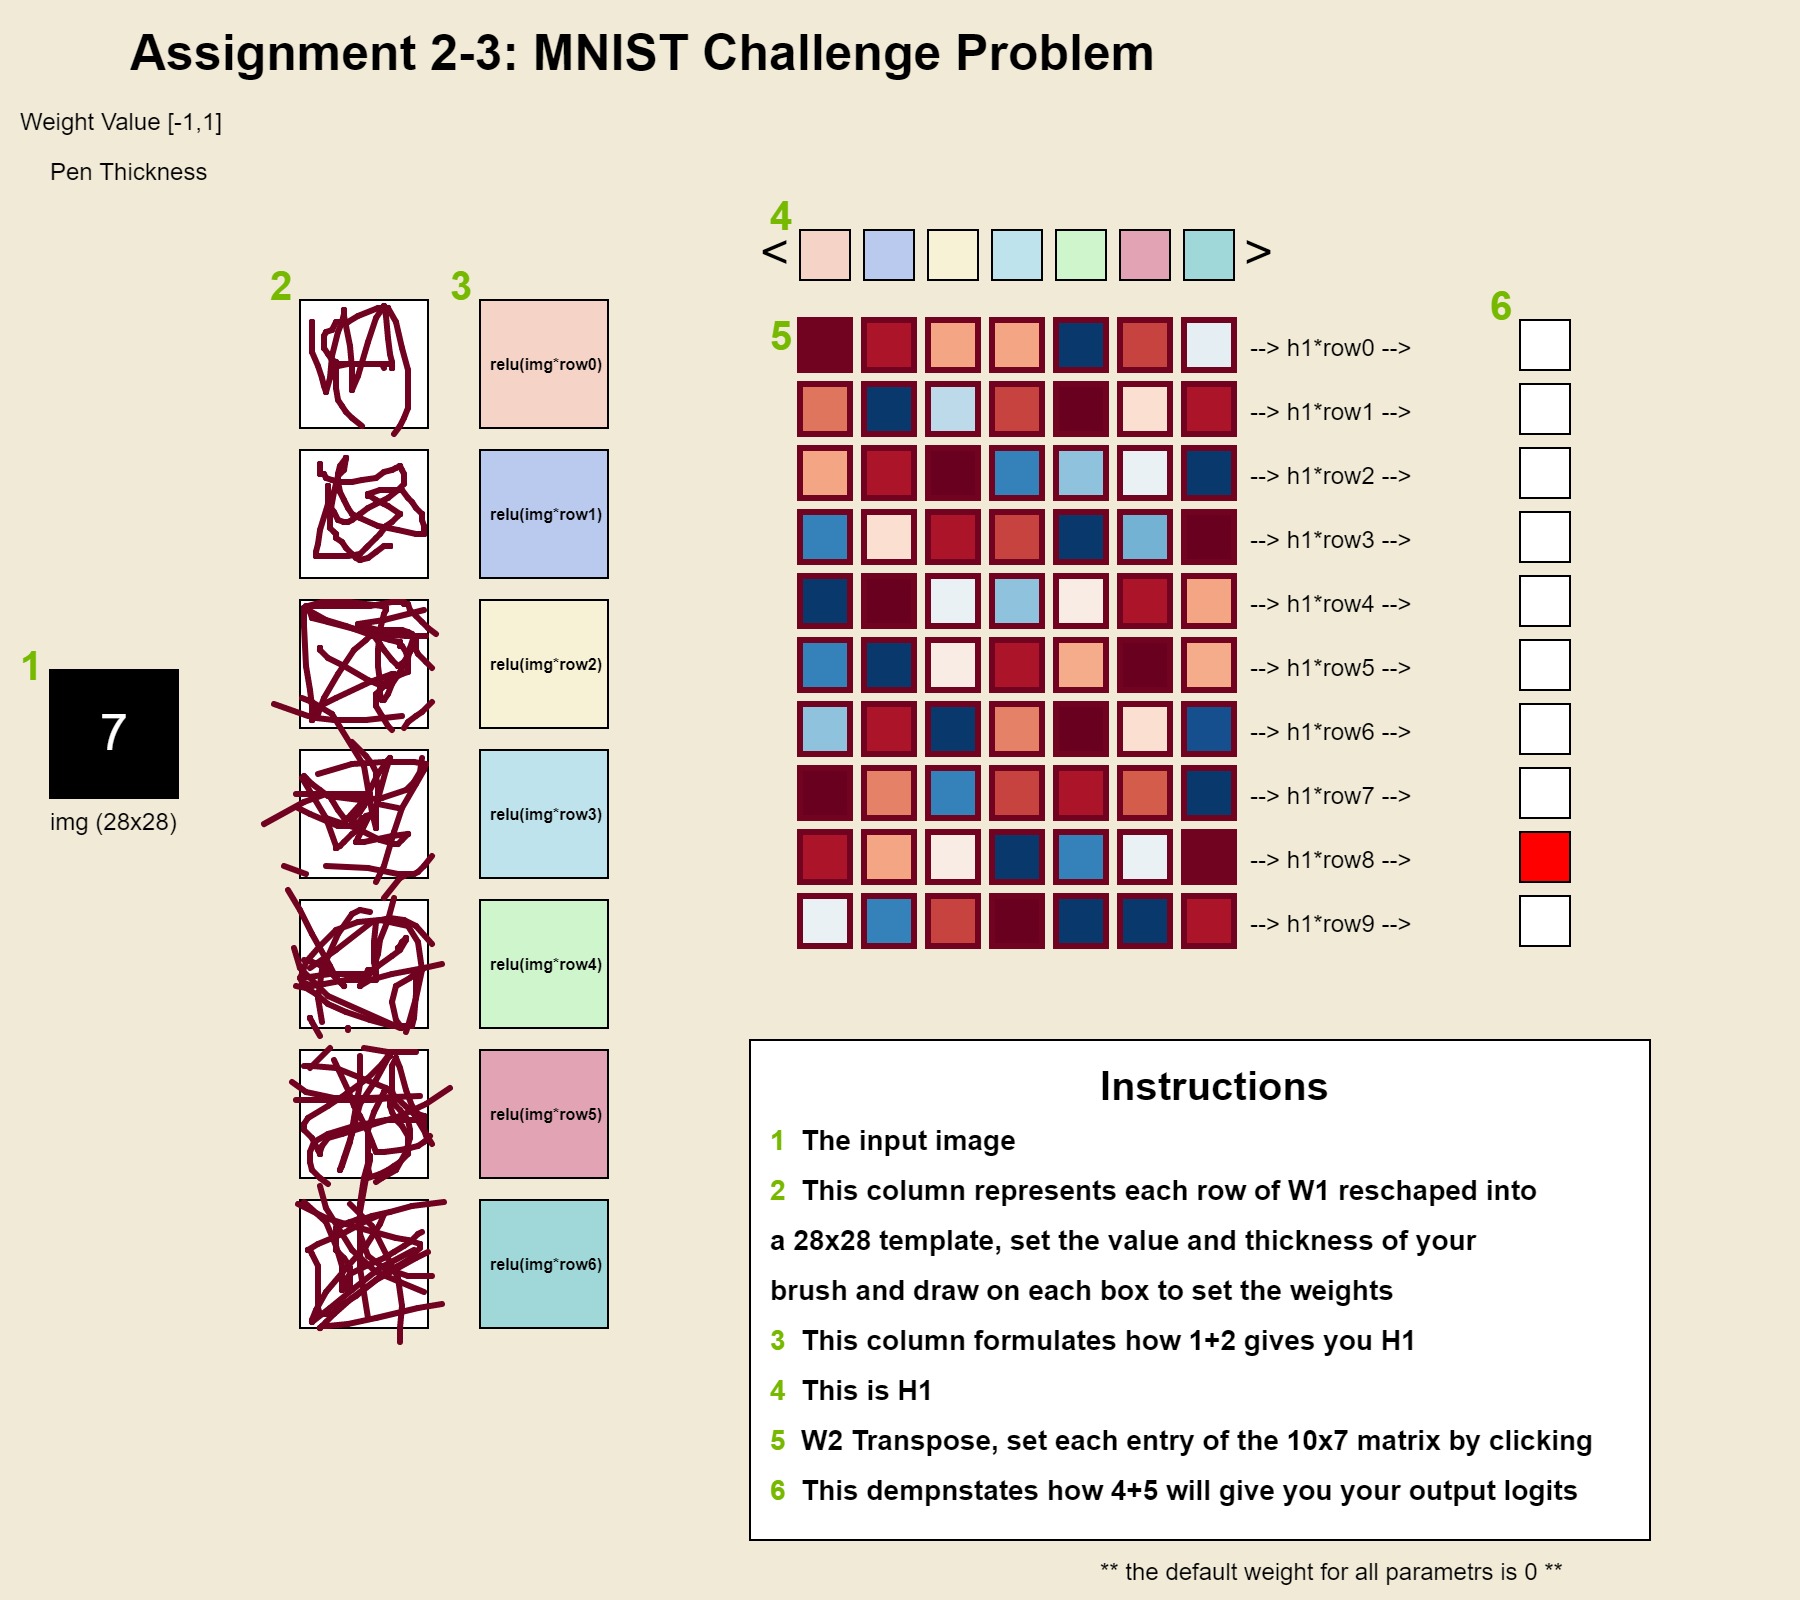 Assignment 2-3: MNIST Challenge Problem
Weight Value [-1,1]
Pen Thickness
4
< >
2 3
6
5
relu(img*row0)
--> h1*row0 -->
--> h1*row1 -->
--> h1*row2 -->
relu(img*row1)
--> h1*row3 -->
--> h1*row4 -->
relu(img*row2)
--> h1*row5 -->
1
7
--> h1*row6 -->
--> h1*row7 -->
img (28x28)
relu(img*row3)
--> h1*row8 -->
--> h1*row9 -->
relu(img*row4)
relu(img*row5)
relu(img*row6)
Instructions
1 The input image
2 This column represents each row of W1 reschaped into
a 28x28 template, set the value and thickness of your
brush and draw on each box to set the weights
3 This column formulates how 1+2 gives you H1
4 This is H1
5 W2 Transpose, set each entry of the 10x7 matrix by clicking
6 This dempnstates how 4+5 will give you your output logits
** the default weight for all parametrs is 0 **